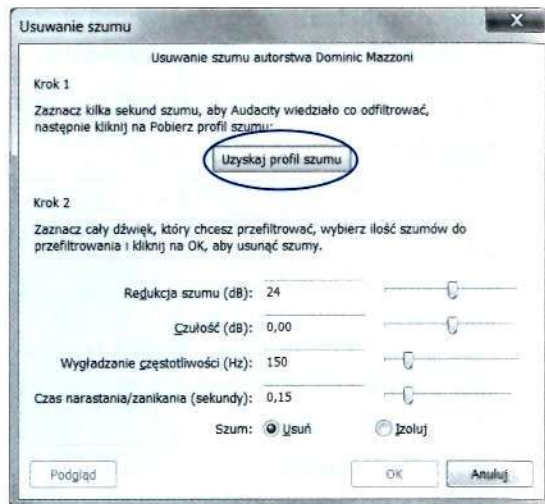 Usuwanie szumu
Usuwanie szumu autorstwa Dominic Mazzoni
Krok 1
Zaznacz kilka sekund szumu, aby Audacity wiedziało co odfiltrować,
następnie kliknij na Pobierz profil szumu:
Uzyskaj profil szumu
Krok 2
Zaznacz cały dźwięk, który chcesz przefiltrować, wybierz ilość szumów do
przefiltrowania i kliknij na OK, aby usunąć szumy.
Redukcja szumu (dB): 24
Czułość (dB): 0,00
Wygładzanie częstotliwości (Hz): 150
Czas narastania/zanikania (sekundy): 0,15
Szum: Usuń Izoluj
Podgląd OK Anuluj